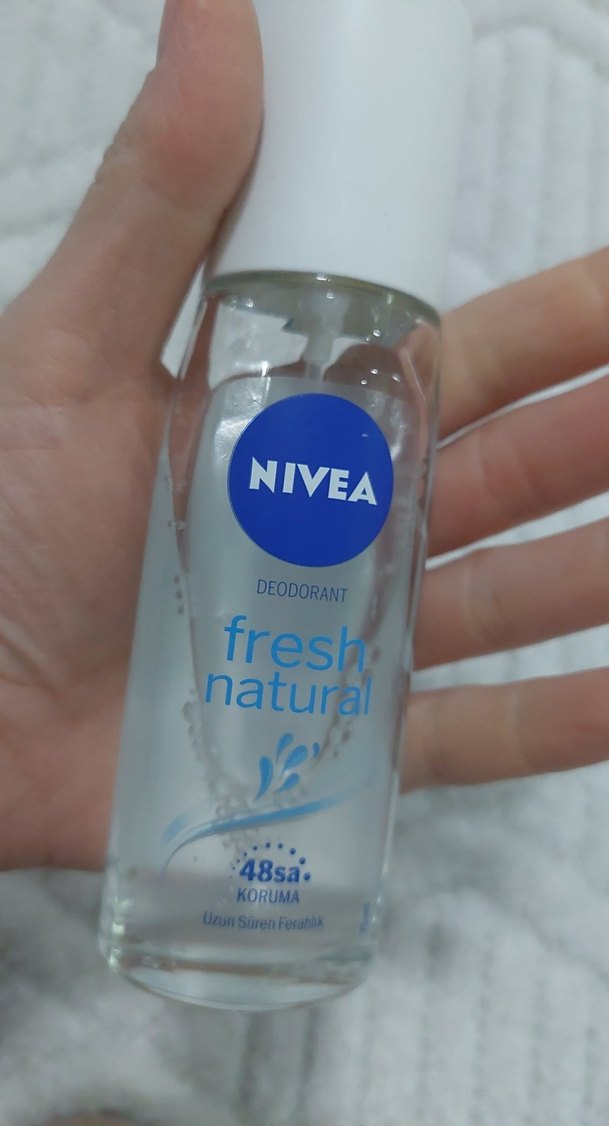 NIVEA
DEODORANT
fresh
natural
48sa
KORUMA
Uzun Süren Ferahlık